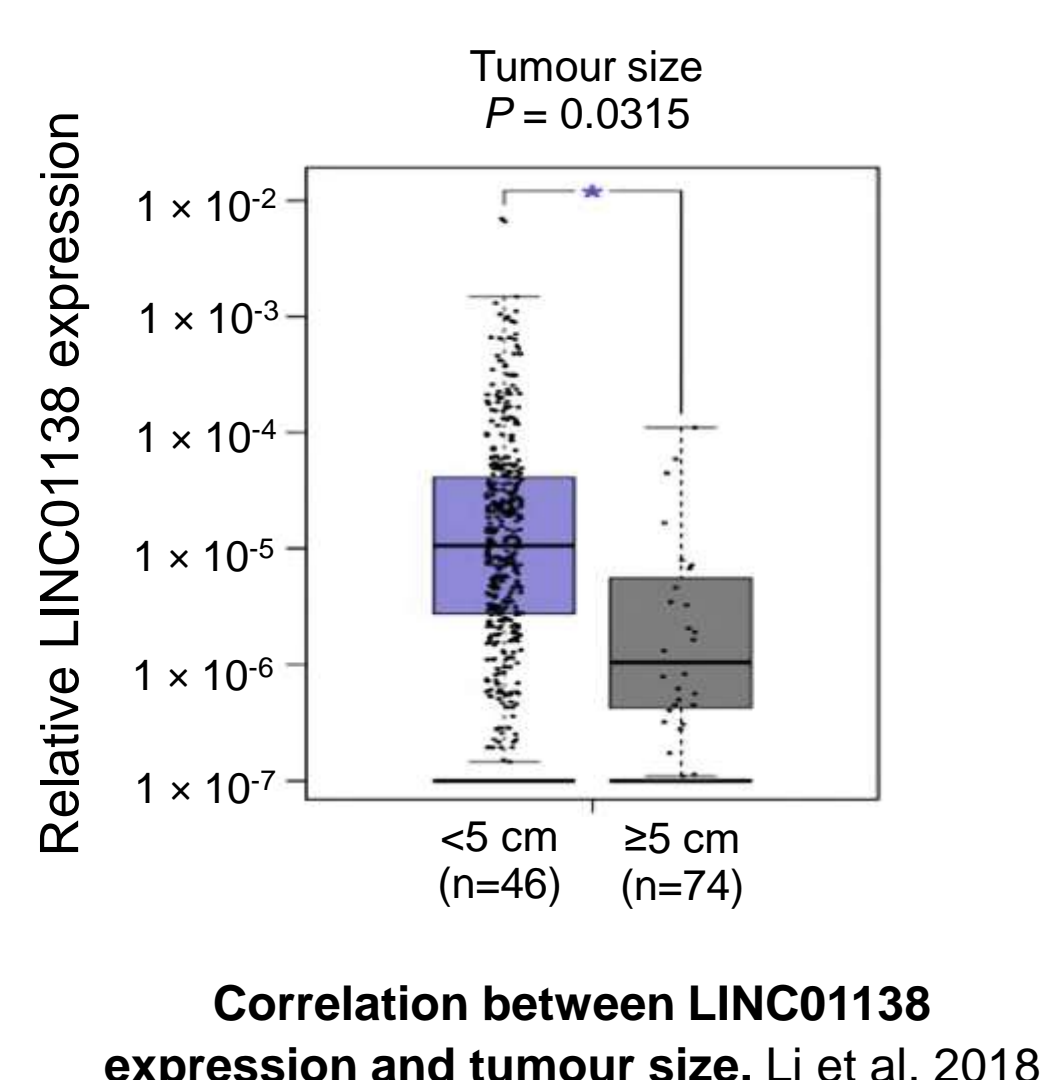 Tumour size
P = 0.0315
Relative LINC01138 expression
1 × 10-2
1 × 10-3
1 × 10-4
1 × 10-5
1 × 10-6
1 × 10-7
*
<5 cm ≥5 cm
(n=46) (n=74)
Correlation between LINC01138
expression and tumour size. Li et al. 2018